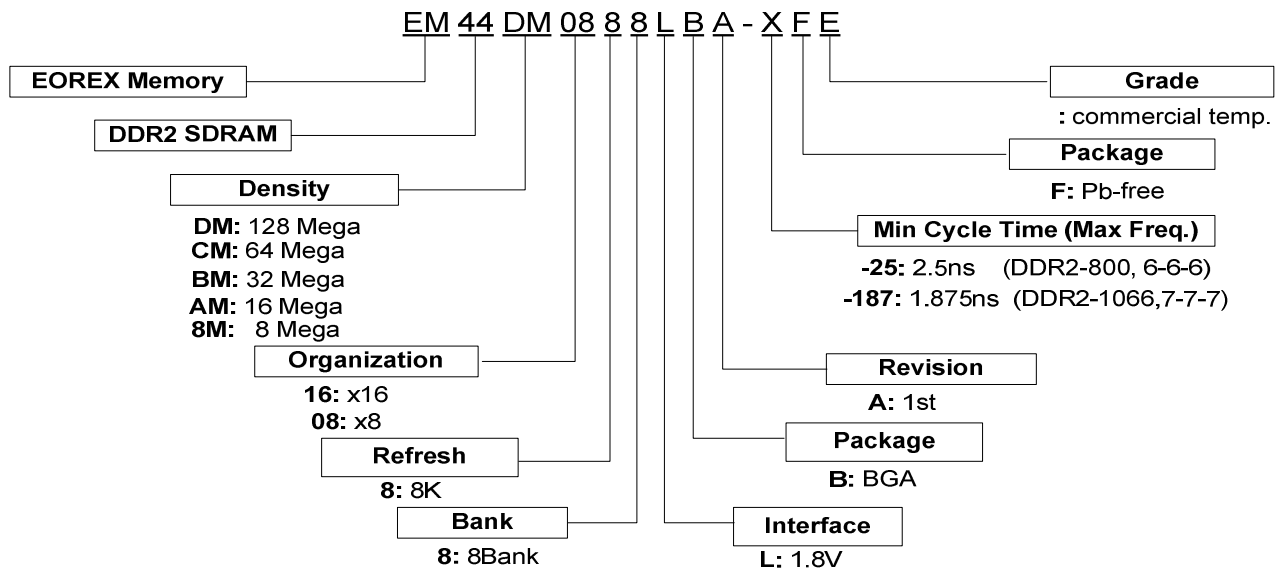 EM 44 DM 08 8 8 L B A - X F E
EOREX Memory
DDR2 SDRAM
Density
DM: 128 Mega
CM: 64 Mega
BM: 32 Mega
AM: 16 Mega
8M: 8 Mega
Organization
16: x16
08: x8
Refresh
8: 8K
Bank
8: 8Bank
Grade
: commercial temp.
Package
F: Pb-free
Min Cycle Time (Max Freq.)
-25: 2.5ns (DDR2-800, 6-6-6)
-187: 1.875ns (DDR2-1066,7-7-7)
Revision
A: 1st
Package
B: BGA
Interface
L: 1.8V